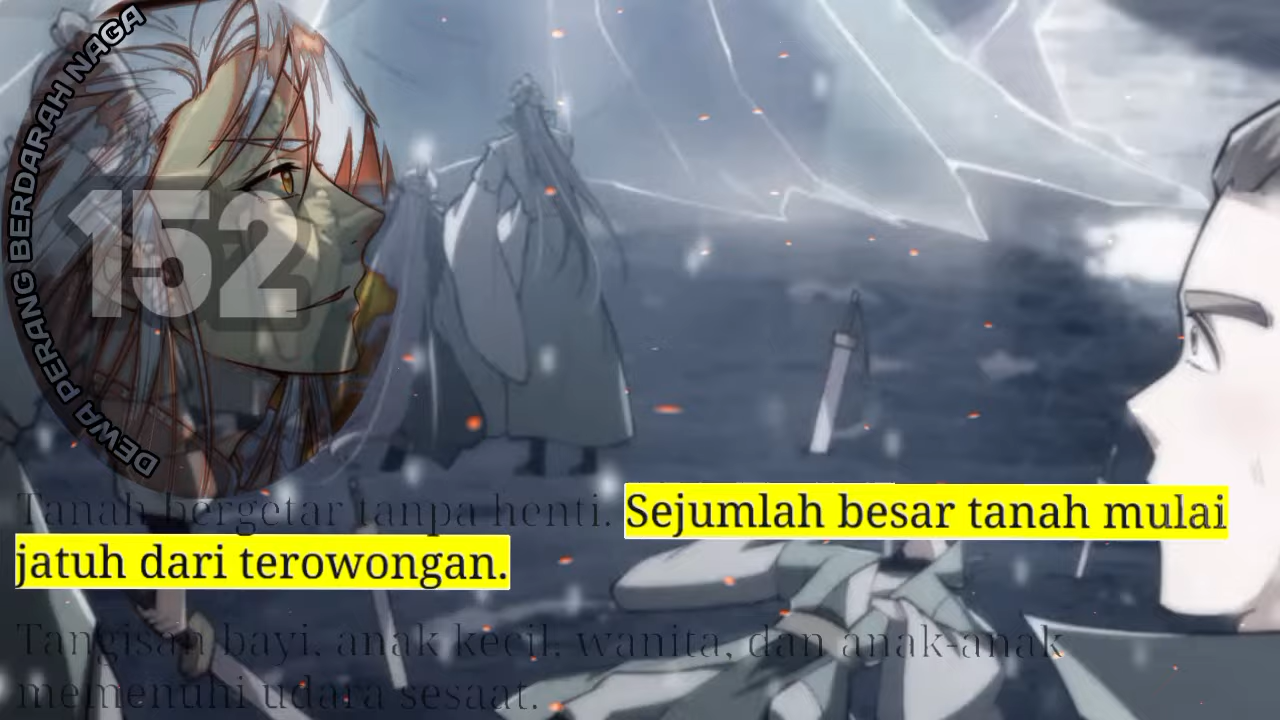 DEWA PERANG BERDARAH NAGA
152
Tanah bergetar tanpa henti. Sejumlah besar tanah mulai
jatuh dari terowongan.
Tangisan bayi, anak kecil, wanita, dan anak-anak
memenuhi udara sesaat.